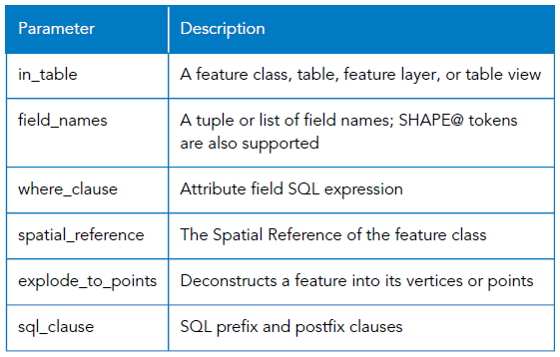 Parameter Description
in_table A feature class, table, feature layer, or table view
field_names A tuple or list of field names; SHAPE@ tokens
are also supported
where_clause Attribute field SQL expression
spatial_reference The Spatial Reference of the feature class
explode_to_points Deconstructs a feature into its vertices or points
sql_clause SQL prefix and postfix clauses